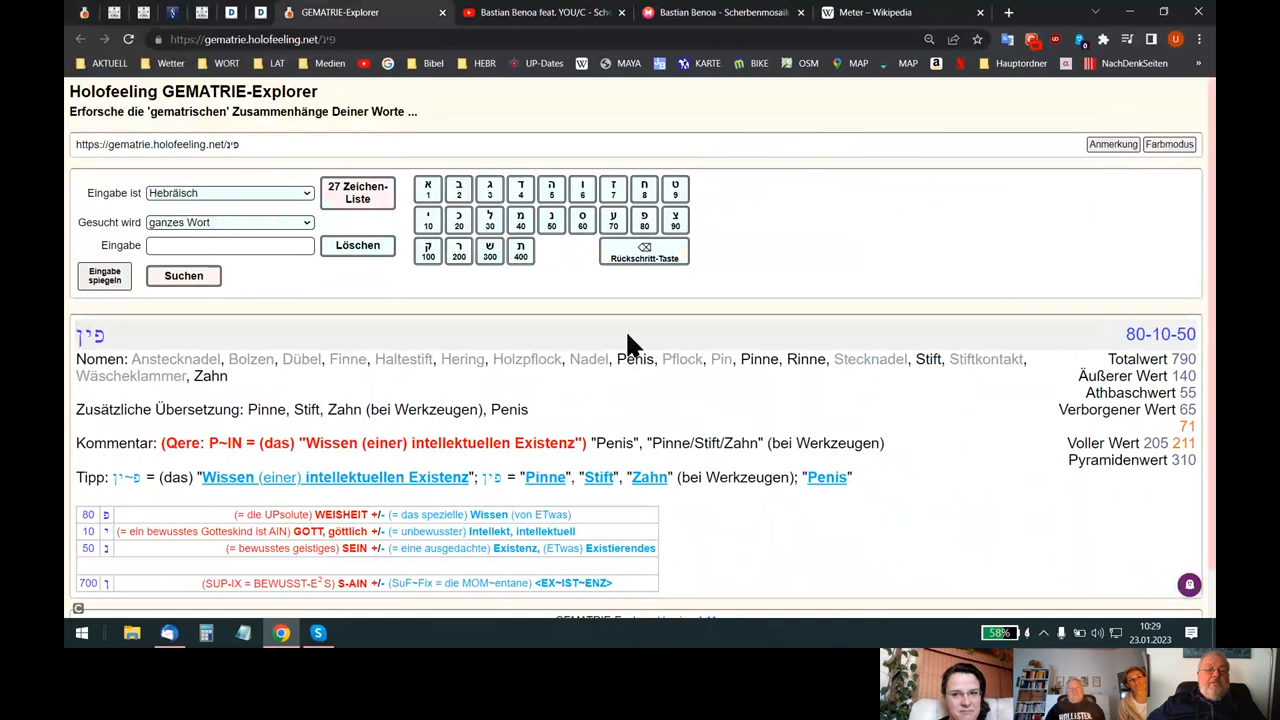 GEMATRIE-Explorer
Bastian Benoa feat. YOU/C - Sch
Bastian Benoa - Scherbenmosaik
Meter – Wikipedia
https://gematrie.holofeeling.net/פינ
AKTUELL
Wetter
WORT
LAT
Medien
Bibel
HEBR
UP-Dates
MAYA
KARTE
BIKE
OSM
MAP
MAP
Hauptordner
NachDenkSeiten
Holofeeling GEMATRIE-Explorer
Erforsche die 'gematrischen' Zusammenhänge Deiner Worte ...
https://gematrie.holofeeling.net/פינ
Anmerkung
Farbmodus
Eingabe ist
Hebräisch
27 Zeichen-
Liste
Gesucht wird
ganzes Wort
Eingabe
Löschen
Eingabe
spiegeln
Suchen
א ב ג ד ה ו ז ח ט
1 2 3 4 5 6 7 8 9
י כ ל מ נ ס ע פ צ
10 20 30 40 50 60 70 80 90
ק ר ש ת
100 200 300 400
Rückschritt-Taste
פין
80-10-50
Nomen: Anstecknadel, Bolzen, Dübel, Finne, Haltestift, Hering, Holzpflock, Nadel, Penis, Pflock, Pin, Pinne, Rinne, Stecknadel, Stift, Stiftkontakt,
Wäscheklammer, Zahn
Totalwert 790
Äußerer Wert 140
Athbaschwert 55
Verborgener Wert 65
71
Voller Wert 205 211
Pyramidenwert 310
Zusätzliche Übersetzung: Pinne, Stift, Zahn (bei Werkzeugen), Penis
Kommentar: (Qere: P~IN = (das) "Wissen (einer) intellektuellen Existenz") "Penis", "Pinne/Stift/Zahn" (bei Werkzeugen)
Tipp: פ~ין = (das) "Wissen (einer) intellektuellen Existenz"; פין = "Pinne", "Stift", "Zahn" (bei Werkzeugen); "Penis"
80 פ (= die UPsolute) WEISHEIT +/- (= das spezielle) Wissen (von ETwas)
10 י (= ein bewusstes Gotteskind ist AIN) GOTT, göttlich +/- (= unbewusster) Intellekt, intellektuell
50 נ (= bewusstes geistiges) SEIN +/- (= eine ausgedachte) Existenz, (ETwas) Existierendes
700 ן (SUP-IX = BEWUSST-E²S) S-AIN +/- (SuF~Fix = die MOM~entane) <EX~IST~ENZ>
58%
10:29
23.01.2023
HOLLISTER